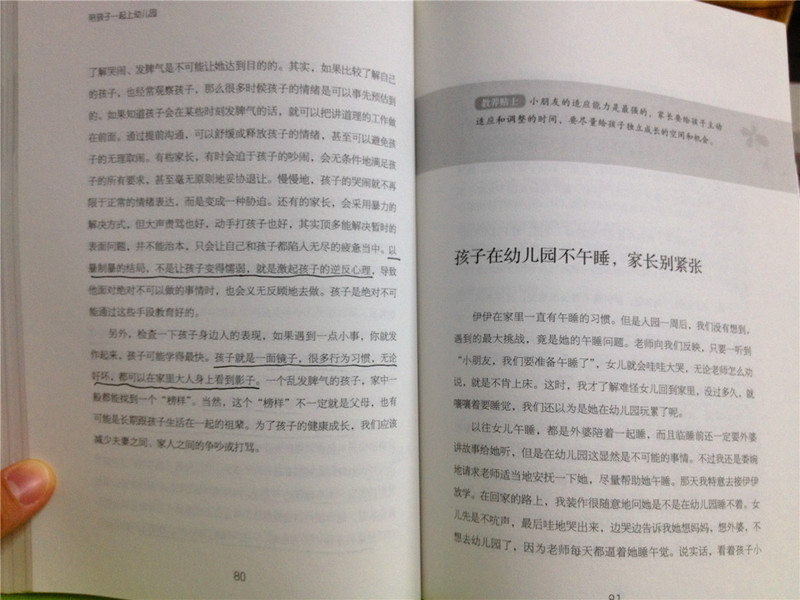 陪孩子一起上幼儿园
了解哭闹、发脾气是不可能让她达到目的的。其实，如果比较了解自己
的孩子，也经常观察孩子，那么很多时候孩子的情绪是可以事先预估到
的。如果知道孩子会在某些时刻发脾气的话，就可以把讲道理的工作做
在前面。通过提前沟通，可以舒缓或释放孩子的情绪，甚至可以避免孩
子的无理取闹。有些家长，有时会迫于孩子的吵闹，会无条件地满足孩
子的所有要求，甚至毫无原则地妥协退让。慢慢地，孩子的哭闹就不再
限于正常的情绪表达，而是变成一种胁迫。还有的家长，会采用暴力的
解决方式，但大声责骂也好，动手打孩子也好，其实顶多能解决暂时的
表面问题，并不能治本，只会让自己和孩子都陷入无尽的疲惫当中。以
暴制暴的结局，不是让孩子变得懦弱，就是激起孩子的逆反心理，导致
他面对绝对不可以做的事情时，也会义无反顾地去做。孩子是绝对不可
能通过这些手段教育好的。
另外，检查一下孩子身边人的表现，如果遇到一点小事，你就发
作起来，孩子可能学得最快。孩子就是一面镜子，很多行为习惯，无论
好坏，都可以在家里大人身上看到影子。一个乱发脾气的孩子，家中一
般都能找到一个“榜样”。当然，这个“榜样”不一定就是父母，也有
可能是长期跟孩子生活在一起的祖辈。为了孩子的健康成长，我们应该
减少夫妻之间、家人之间的争吵或打骂。
80
教养贴士 小朋友的适应能力是最强的，家长要给孩子主动
适应和调整的时间，要尽量给孩子独立成长的空间和机会。
孩子在幼儿园不午睡，家长别紧张
伊伊在家里一直有午睡的习惯。但是入园一周后，我们没有想到，
遇到的最大挑战，竟是她的午睡问题。老师向我们反映，只要一听到
“小朋友，我们要准备午睡了”，女儿就会哇哇大哭，无论老师怎么劝
说，就是不肯上床。这时，我才了解难怪女儿回到家里，没过多久，就
嚷嚷着要睡觉，我们还以为是她在幼儿园玩累了呢。
以往女儿午睡，都是外婆陪着一起睡，而且临睡前还一定要外婆
讲故事给她听，但是在幼儿园这显然是不可能的事情。不过我还是委婉
地请求老师适当地安抚一下她，尽量帮助她午睡。那天我特意去接伊伊
放学。在回家的路上，我装作很随意地问她是不是在幼儿园睡不着。女
儿先是不吭声，最后哇地哭出来，边哭边告诉我她想妈妈，想外婆，不
想去幼儿园了，因为老师每天都逼着她睡午觉。说实话，看着孩子小
81